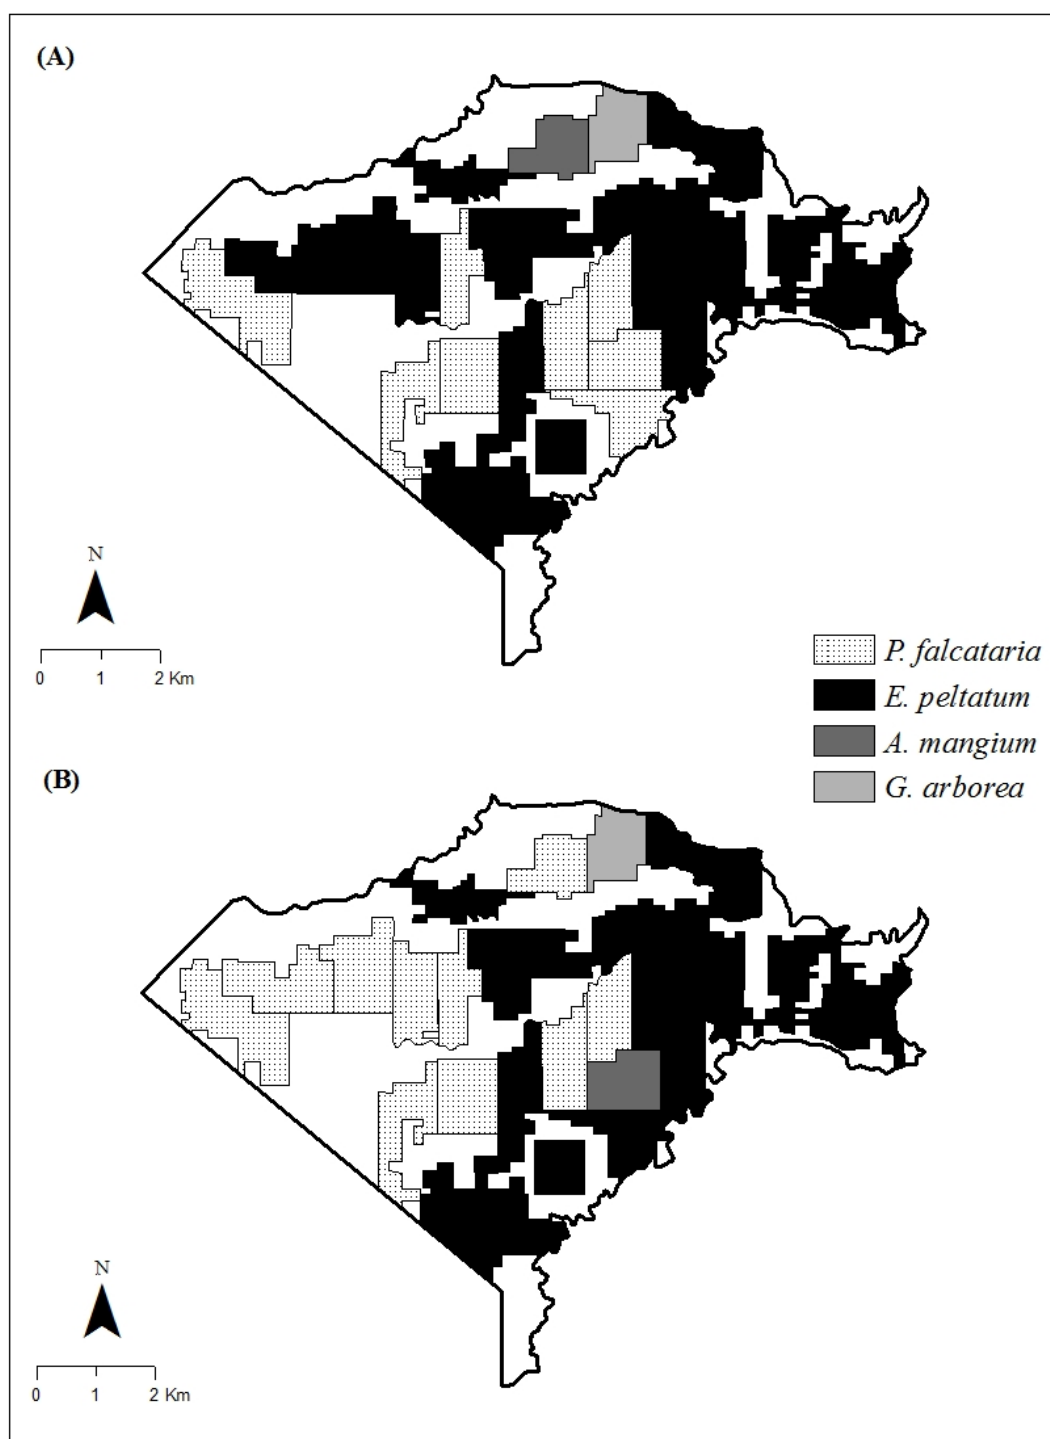 (A)
N
0 1 2 Km
P. falcataria
E. peltatum
A. mangium
G. arborea
(B)
N
0 1 2 Km